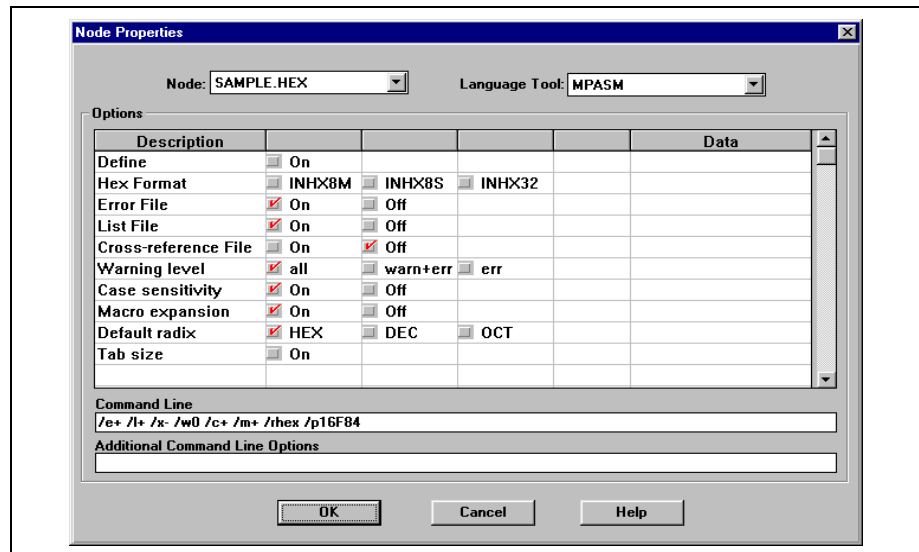 Node Properties
Node: SAMPLE.HEX Language Tool: MPASM
Options
Description Data
Define On
Hex Format INHX8M INHX8S INHX32
Error File On Off
List File On Off
Cross-reference File On Off
Warning level all warn+err err
Case sensitivity On Off
Macro expansion On Off
Default radix HEX DEC OCT
Tab size On
Command Line
/e+ /l+ /x- /w0 /c+ /m+ /rhex /p16F84
Additional Command Line Options
OK Cancel Help